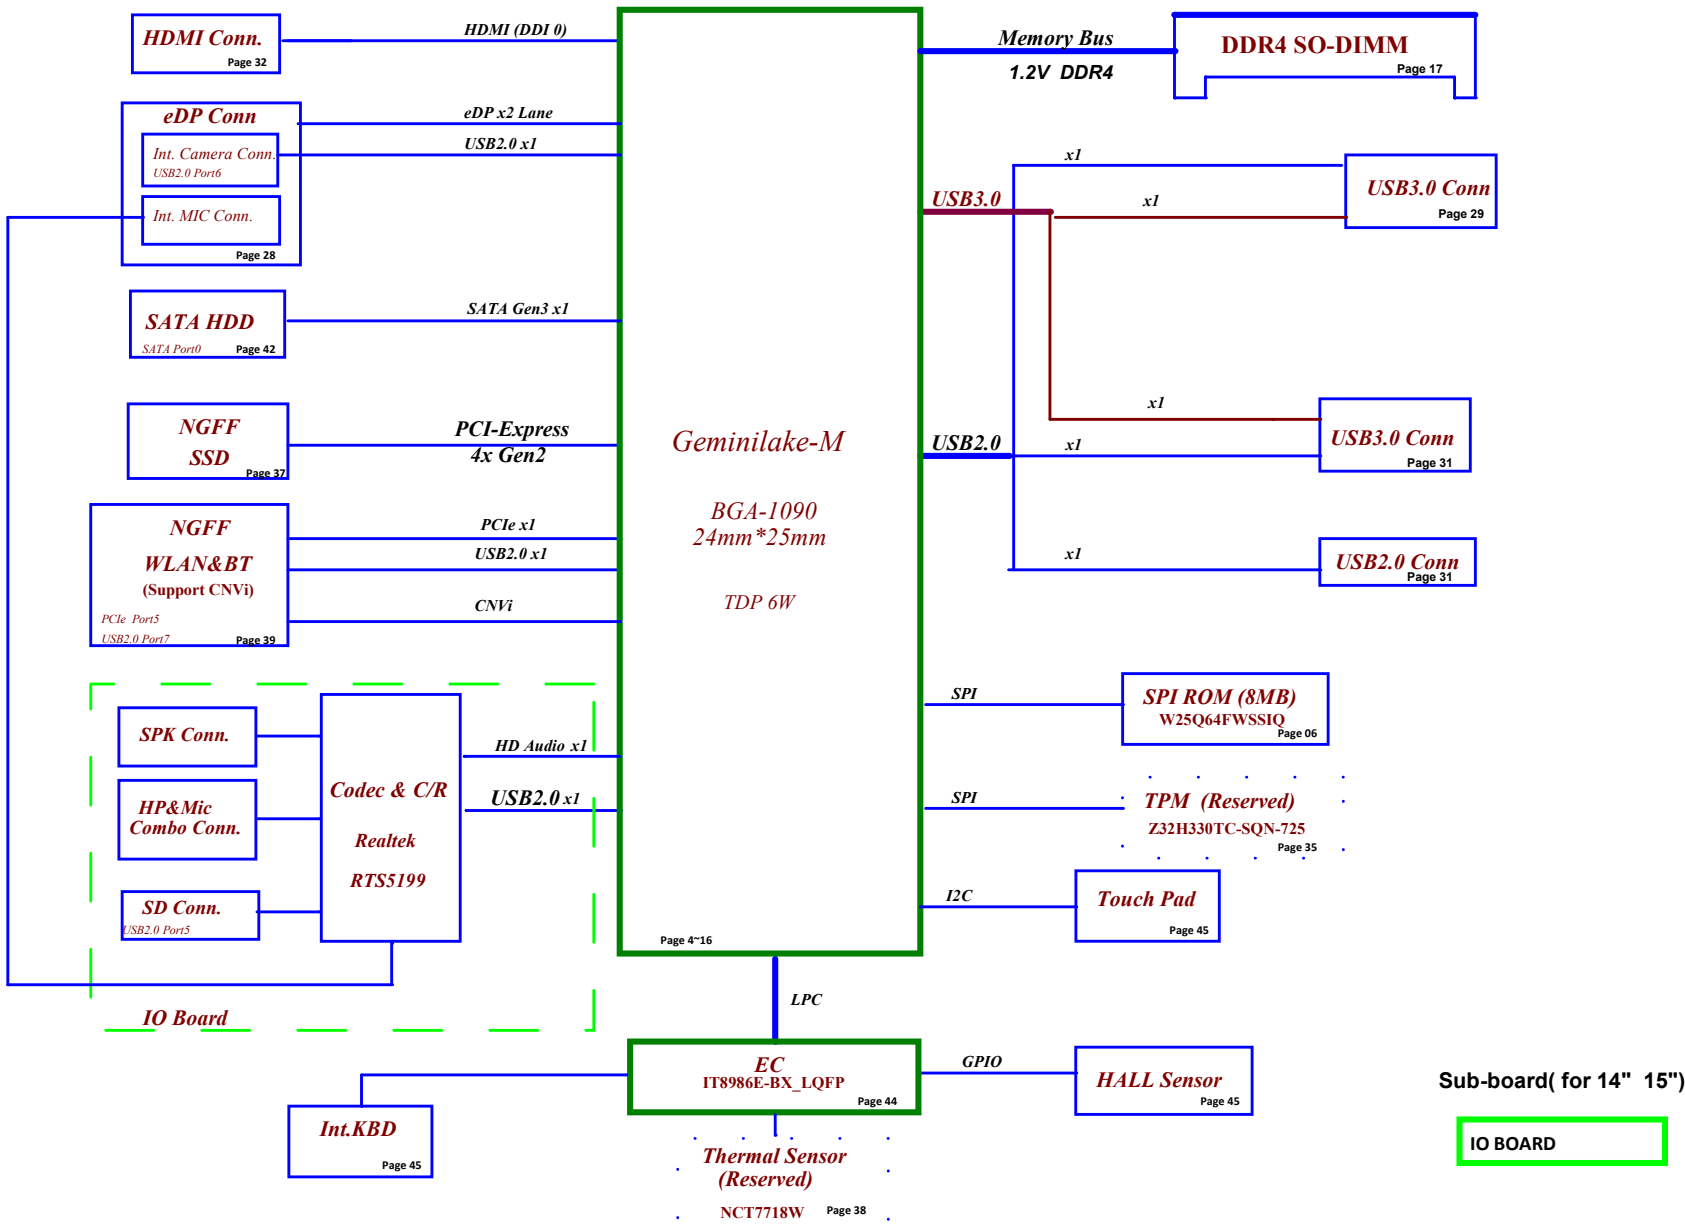 HDMI Conn.
Page 32
HDMI (DDI 0)
eDP Conn
eDP x2 Lane
Int. Camera Conn.
USB2.0 Port6
USB2.0 x1
Int. MIC Conn.
Page 28
SATA HDD
SATA Port0
Page 42
SATA Gen3 x1
NGFF
SSD
Page 37
PCI-Express
4x Gen2
NGFF
WLAN&BT
(Support CNVi)
PCIe Port5
USB2.0 Port7
Page 39
PCIe x1
USB2.0 x1
CNVi
SPK Conn.
HP&Mic
Combo Conn.
SD Conn.
USB2.0 Port5
Codec & C/R
Realtek
RTS5199
HD Audio x1
USB2.0 x1
IO Board
Geminilake-M
BGA-1090
24mm*25mm
TDP 6W
Page 4~16
Memory Bus
1.2V DDR4
DDR4 SO-DIMM
Page 17
USB3.0
x1
x1
USB3.0 Conn
Page 29
USB2.0
x1
x1
USB3.0 Conn
Page 31
x1
USB2.0 Conn
Page 31
SPI
SPI ROM (8MB)
W25Q64FWSSIQ
Page 06
SPI
TPM (Reserved)
Z32H330TC-SQN-725
Page 35
I2C
Touch Pad
Page 45
LPC
EC
IT8986E-BX_LQFP
Page 44
GPIO
HALL Sensor
Page 45
Int.KBD
Page 45
Thermal Sensor
(Reserved)
NCT7718W
Page 38
Sub-board( for 14" 15")
IO BOARD